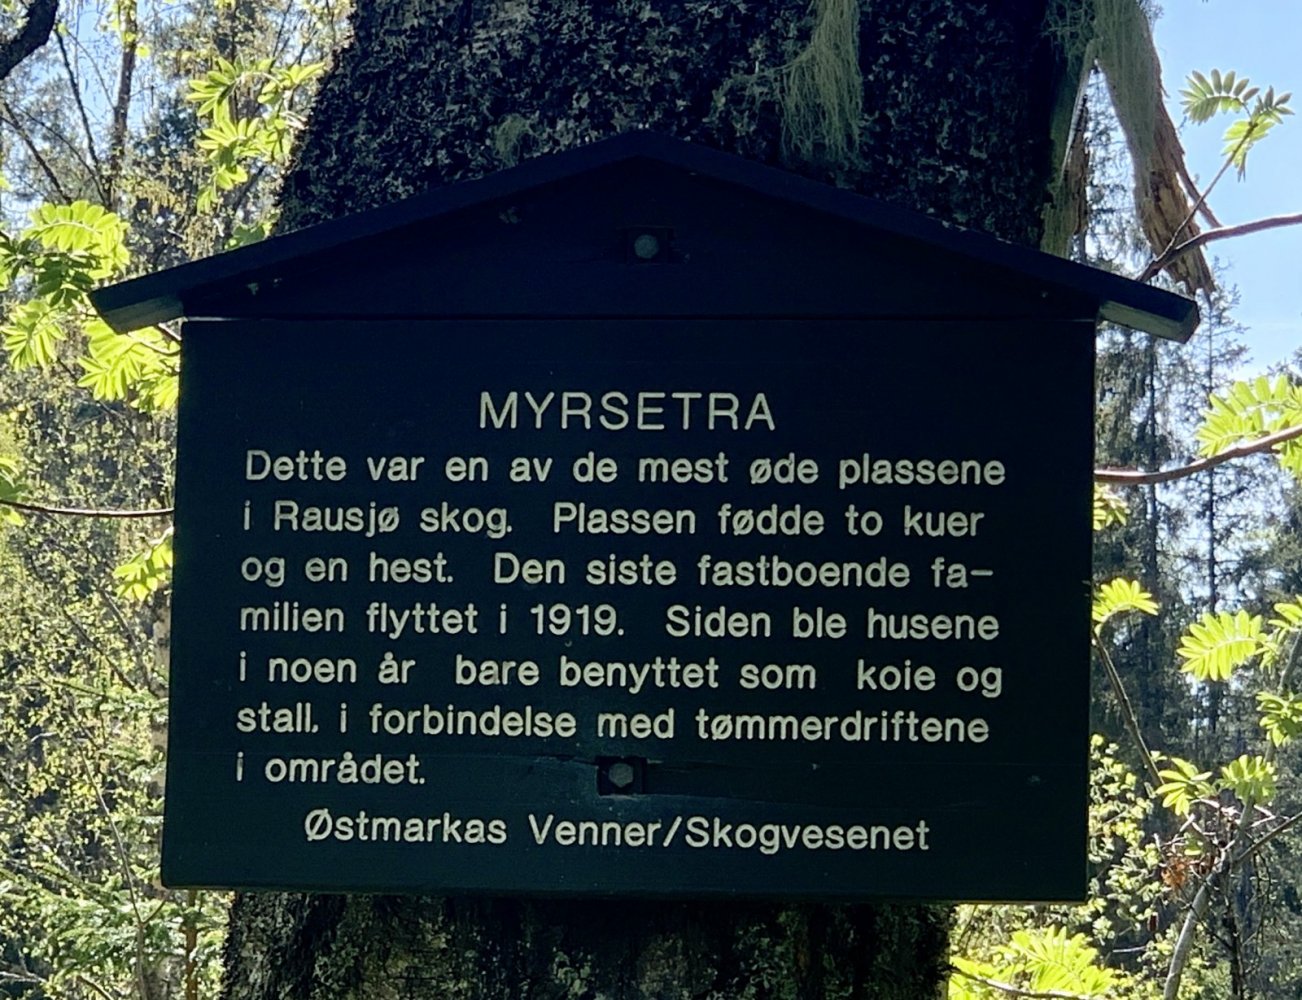 MYRSETRA
Dette var en av de mest øde plassene
i Rausjø skog. Plassen fødde to kuer
og en hest. Den siste fastboende fa-
milien flyttet i 1919. Siden ble husene
i noen år bare benyttet som koie og
stall. i forbindelse med tømmerdriftene
i området.
Østmarkas Venner/Skogvesenet